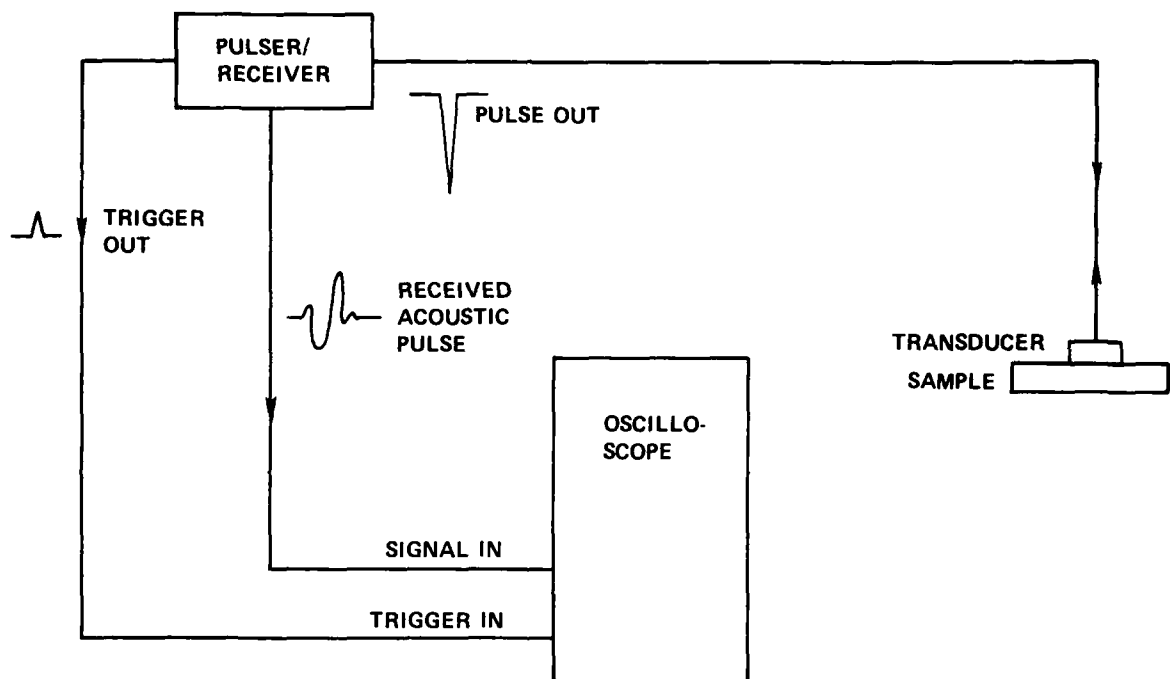 PULSER/
RECEIVER
PULSE OUT
TRIGGER
OUT
RECEIVED
ACOUSTIC
PULSE
TRANSDUCER
SAMPLE
OSCILLO-
SCOPE
SIGNAL IN
TRIGGER IN